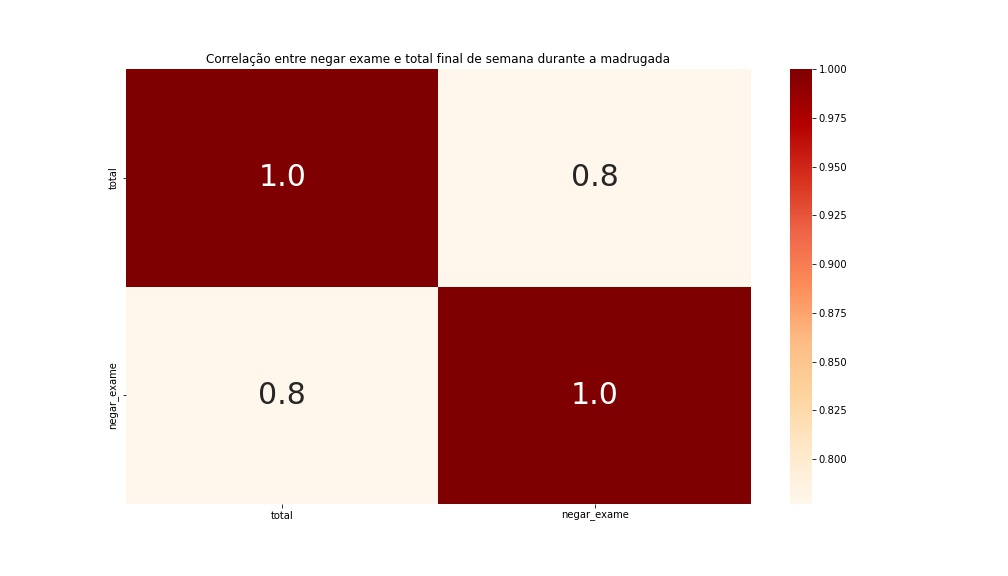 Correlação entre negar exame e total final de semana durante a madrugada
total
negar_exame
1.0
0.8
0.8
1.0
total
negar_exame
1.000
0.975
0.950
0.925
0.900
0.875
0.850
0.825
0.800